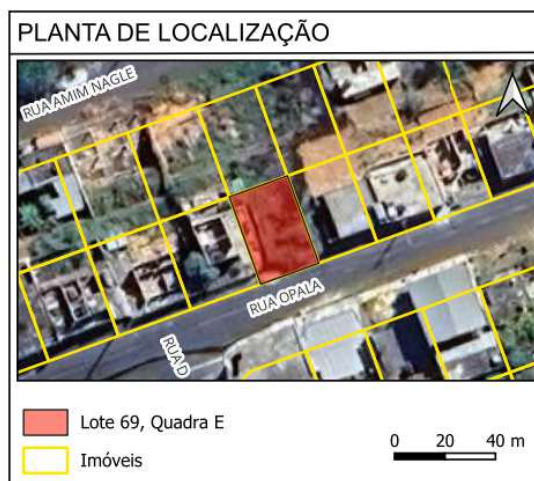 PLANTA DE LOCALIZAÇÃO
RUA AMIM NAGLE
RUA OPALA
RUA D
Lote 69, Quadra E
Imóveis
0 20 40 m